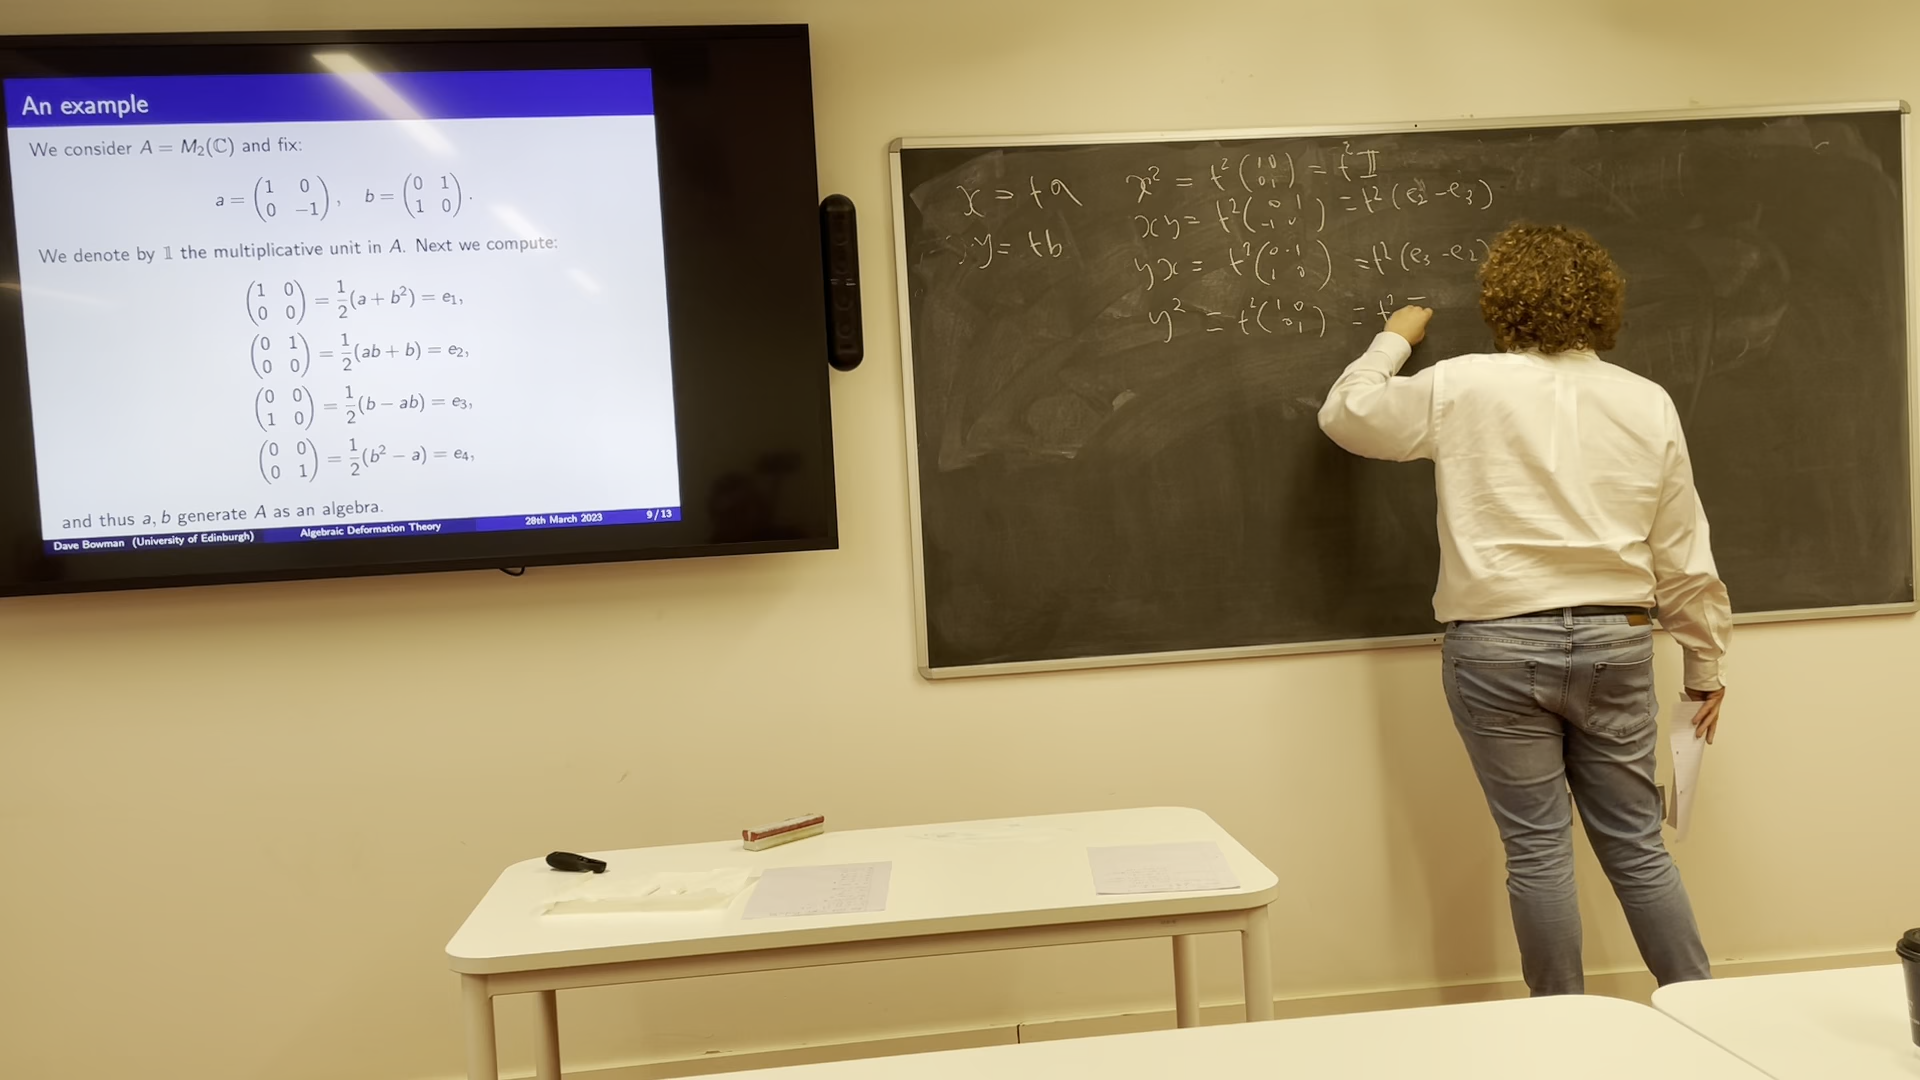 An example
We consider A = M₂(ℂ) and fix:
a = (1 0; 0 −1), b = (0 1; 1 0).
We denote by 𝟙 the multiplicative unit in A. Next we compute:
(1 0; 0 0) = 1/2(a + b²) = e₁,
(0 1; 0 0) = 1/2(ab + b) = e₂,
(0 0; 1 0) = 1/2(b − ab) = e₃,
(0 0; 0 1) = 1/2(b² − a) = e₄,
and thus a, b generate A as an algebra.
Dave Bowman (University of Edinburgh) Algebraic Deformation Theory 28th March 2023 9 / 13
x = ta
y = tb
x² = t²(1 0; 0 1) = t²𝟙
xy = t²(0 1; −1 0) = t²(e₂ − e₃)
yx = t²(0 −1; 1 0) = t²(e₃ − e₂)
y² = t²(1 0; 0 1) = t²